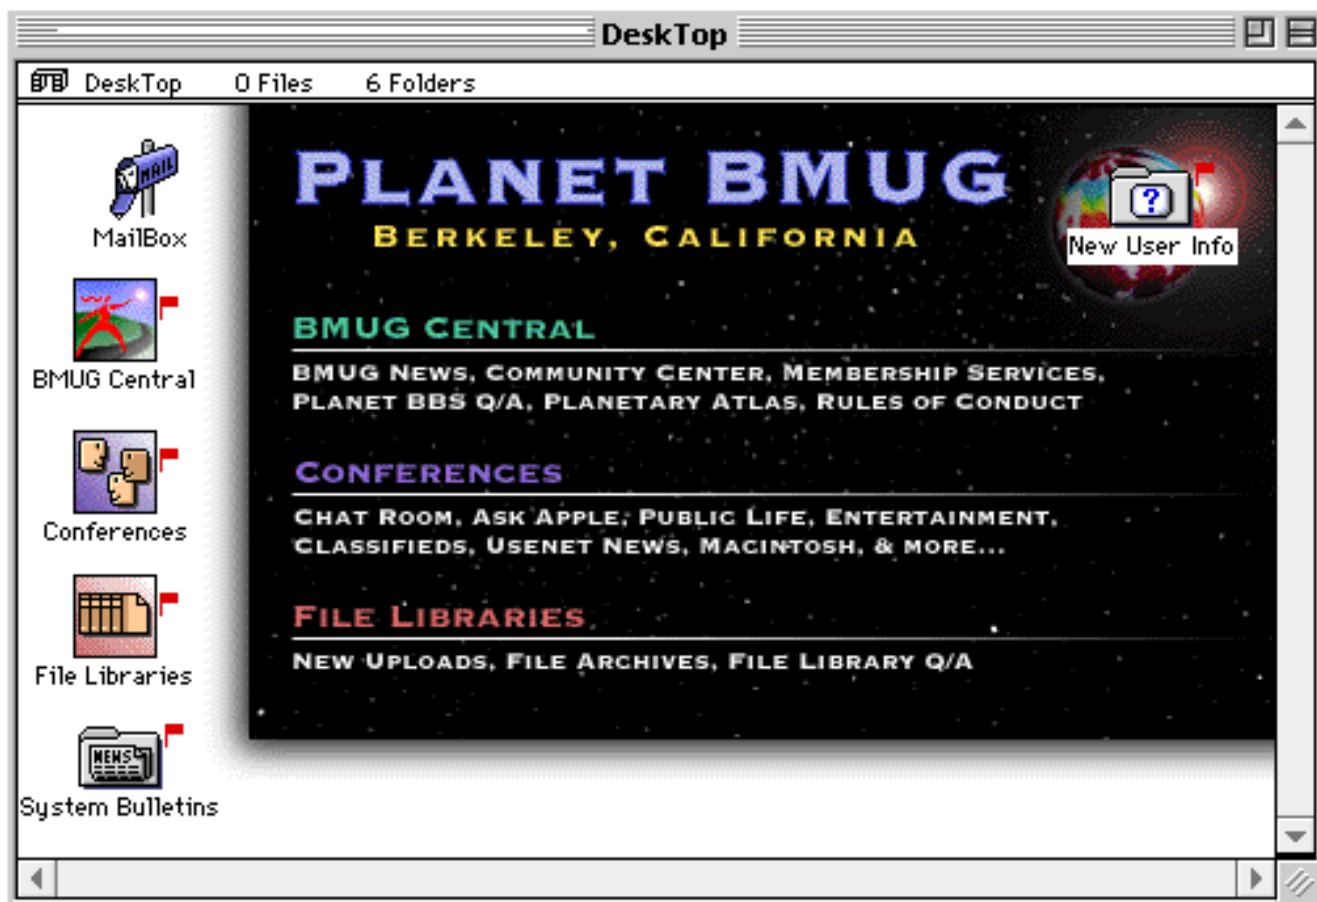 DeskTop
DeskTop 0 Files 6 Folders
MAIL
MailBox
BMUG Central
Conferences
File Libraries
NEWS
System Bulletins
PLANET BMUG
BERKELEY, CALIFORNIA
?
New User Info
BMUG CENTRAL
BMUG NEWS, COMMUNITY CENTER, MEMBERSHIP SERVICES,
PLANET BBS Q/A, PLANETARY ATLAS, RULES OF CONDUCT
CONFERENCES
CHAT ROOM, ASK APPLE, PUBLIC LIFE, ENTERTAINMENT,
CLASSIFIEDS, USENET NEWS, MACINTOSH, & MORE...
FILE LIBRARIES
NEW UPLOADS, FILE ARCHIVES, FILE LIBRARY Q/A